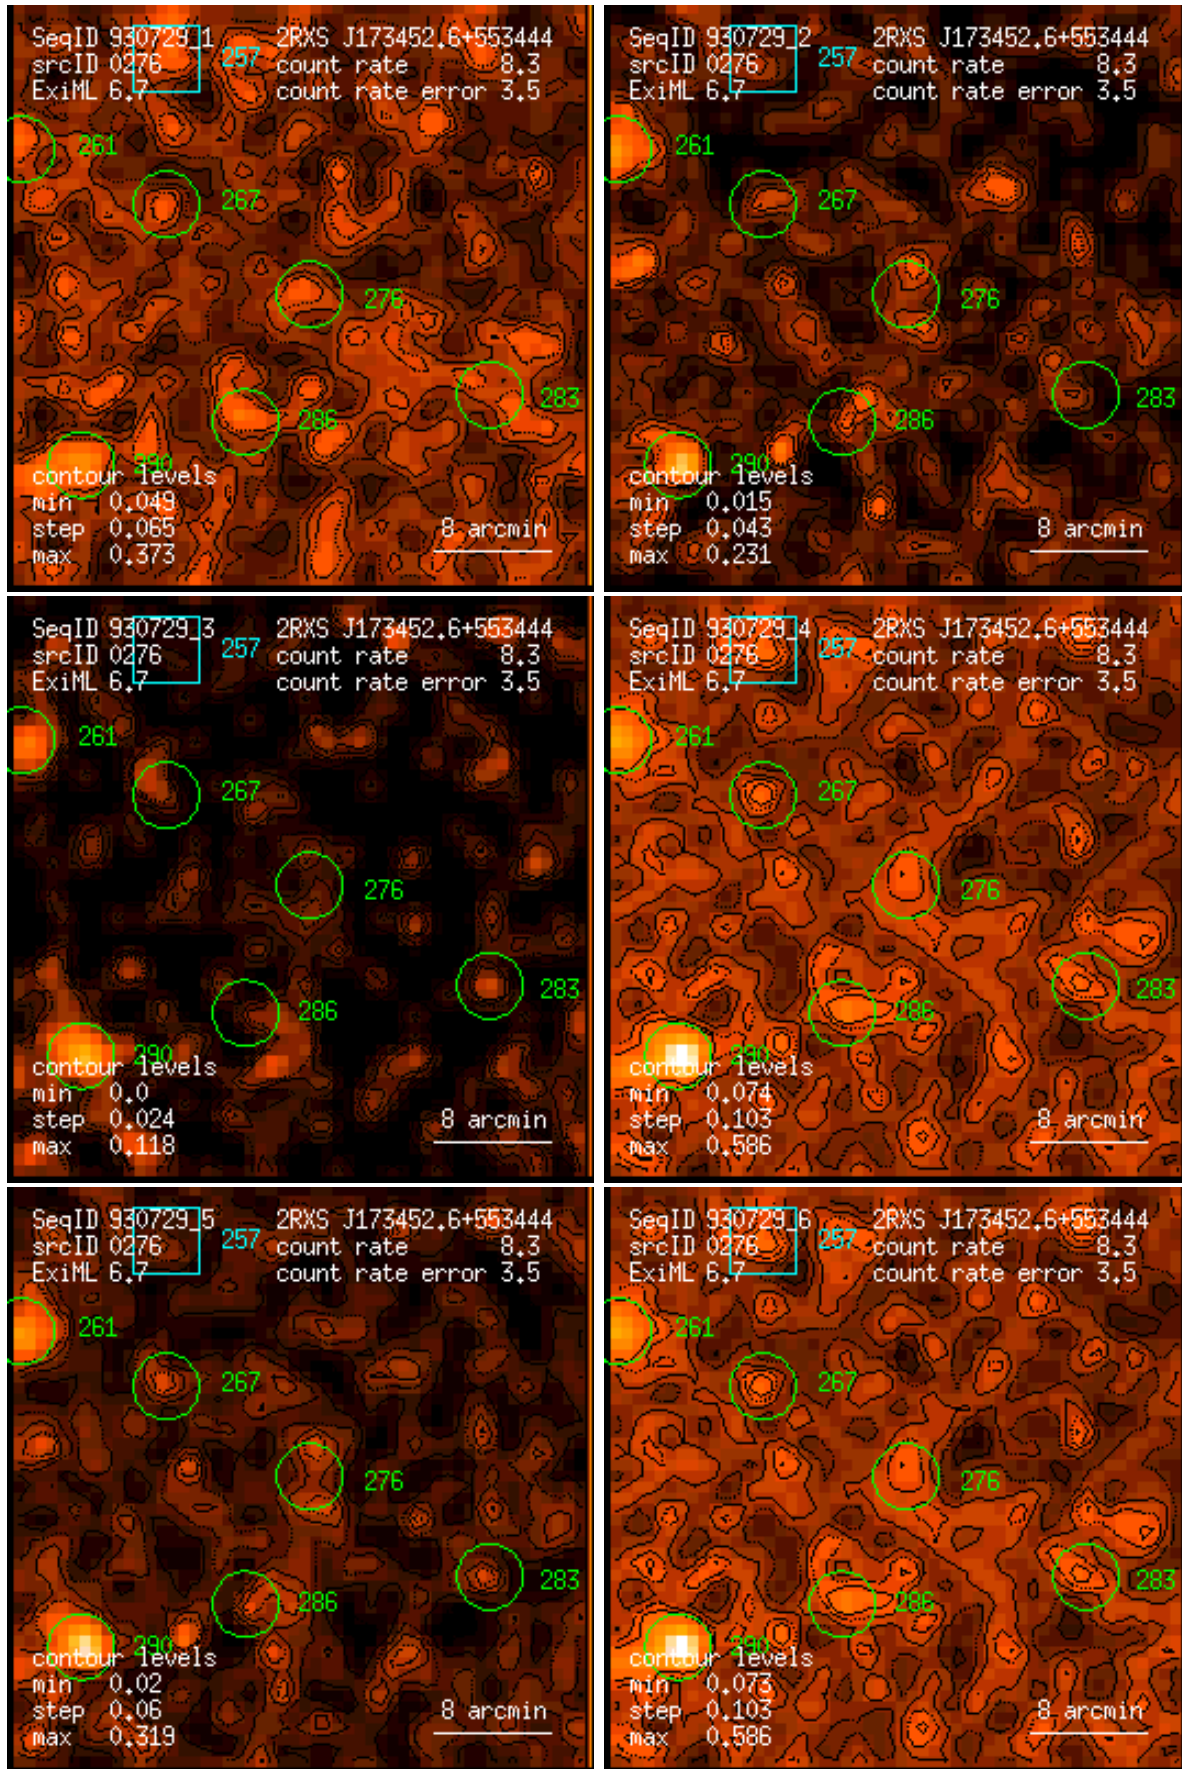 SeqID 930729_1 2RXS J173452.6+553444
srcID 0276 257 count rate 8.3
ExiML 6.7 count rate error 3.5
261
267
276
283
286
290
contour levels
min 0.049
step 0.065 8 arcmin
max 0.373
SeqID 930729_2 2RXS J173452.6+553444
srcID 0276 257 count rate 8.3
ExiML 6.7 count rate error 3.5
261
267
276
283
286
290
contour levels
min 0.015
step 0.043 8 arcmin
max 0.231
SeqID 930729_3 2RXS J173452.6+553444
srcID 0276 257 count rate 8.3
ExiML 6.7 count rate error 3.5
261
267
276
283
286
290
contour levels
min 0.0
step 0.024 8 arcmin
max 0.118
SeqID 930729_4 2RXS J173452.6+553444
srcID 0276 257 count rate 8.3
ExiML 6.7 count rate error 3.5
261
267
276
283
286
290
contour levels
min 0.074
step 0.103 8 arcmin
max 0.586
SeqID 930729_5 2RXS J173452.6+553444
srcID 0276 257 count rate 8.3
ExiML 6.7 count rate error 3.5
261
267
276
283
286
290
contour levels
min 0.02
step 0.06 8 arcmin
max 0.319
SeqID 930729_6 2RXS J173452.6+553444
srcID 0276 257 count rate 8.3
ExiML 6.7 count rate error 3.5
261
267
276
283
286
290
contour levels
min 0.073
step 0.103 8 arcmin
max 0.586